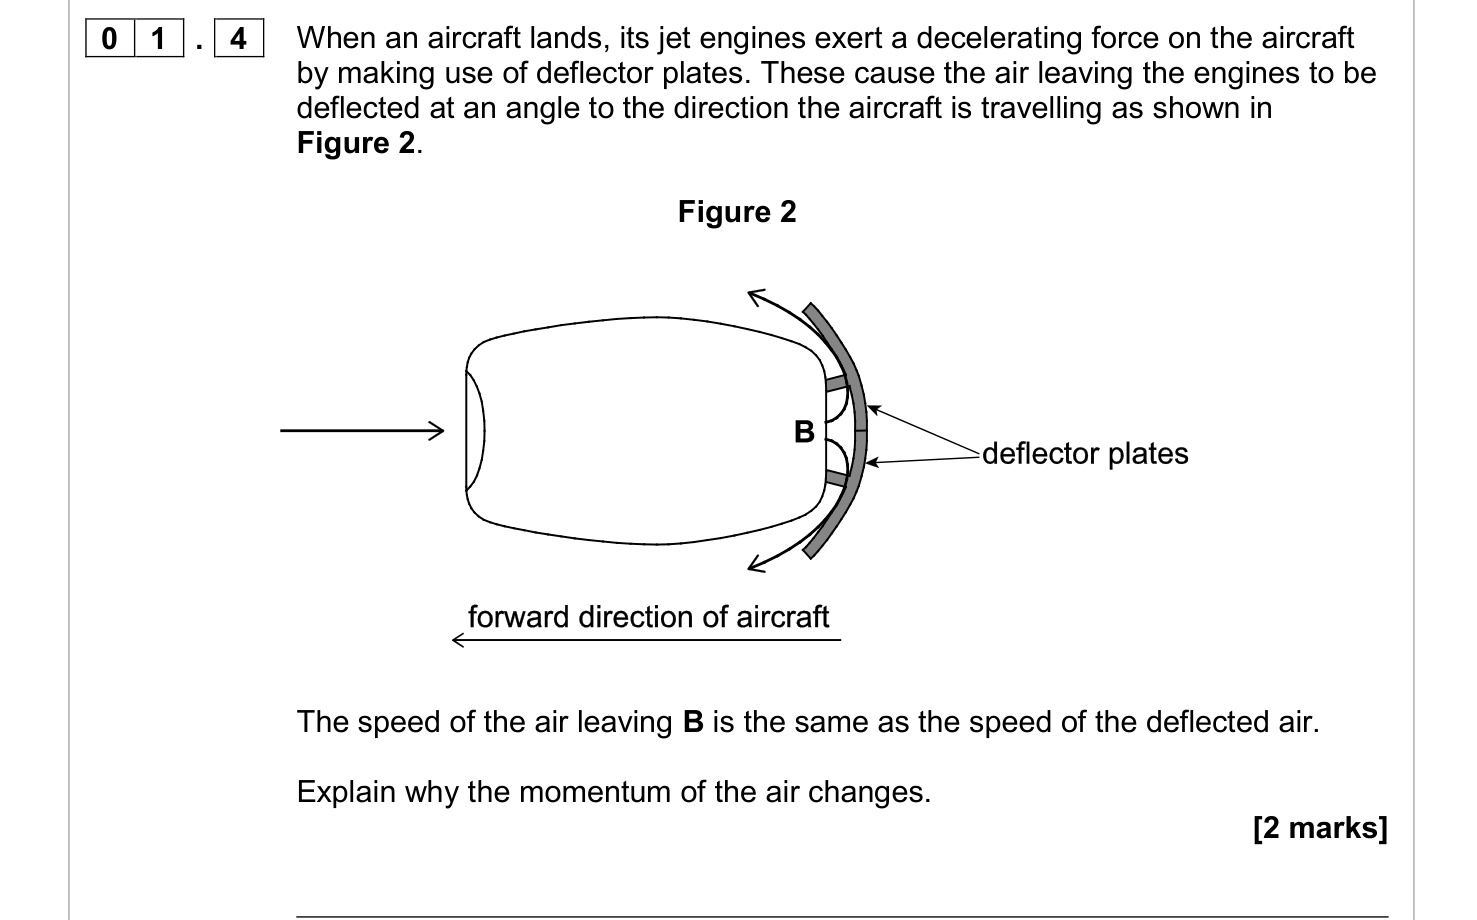 0 1 . 4 When an aircraft lands, its jet engines exert a decelerating force on the aircraft
by making use of deflector plates. These cause the air leaving the engines to be
deflected at an angle to the direction the aircraft is travelling as shown in
Figure 2.
Figure 2
B
deflector plates
forward direction of aircraft
The speed of the air leaving B is the same as the speed of the deflected air.
Explain why the momentum of the air changes.
[2 marks]